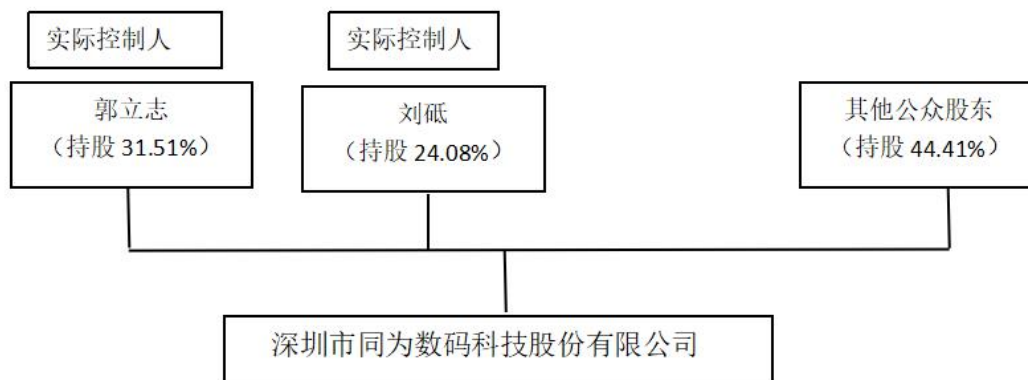 实际控制人
实际控制人
郭立志
（持股 31.51%）
刘砥
（持股 24.08%）
其他公众股东
（持股 44.41%）
深圳市同为数码科技股份有限公司